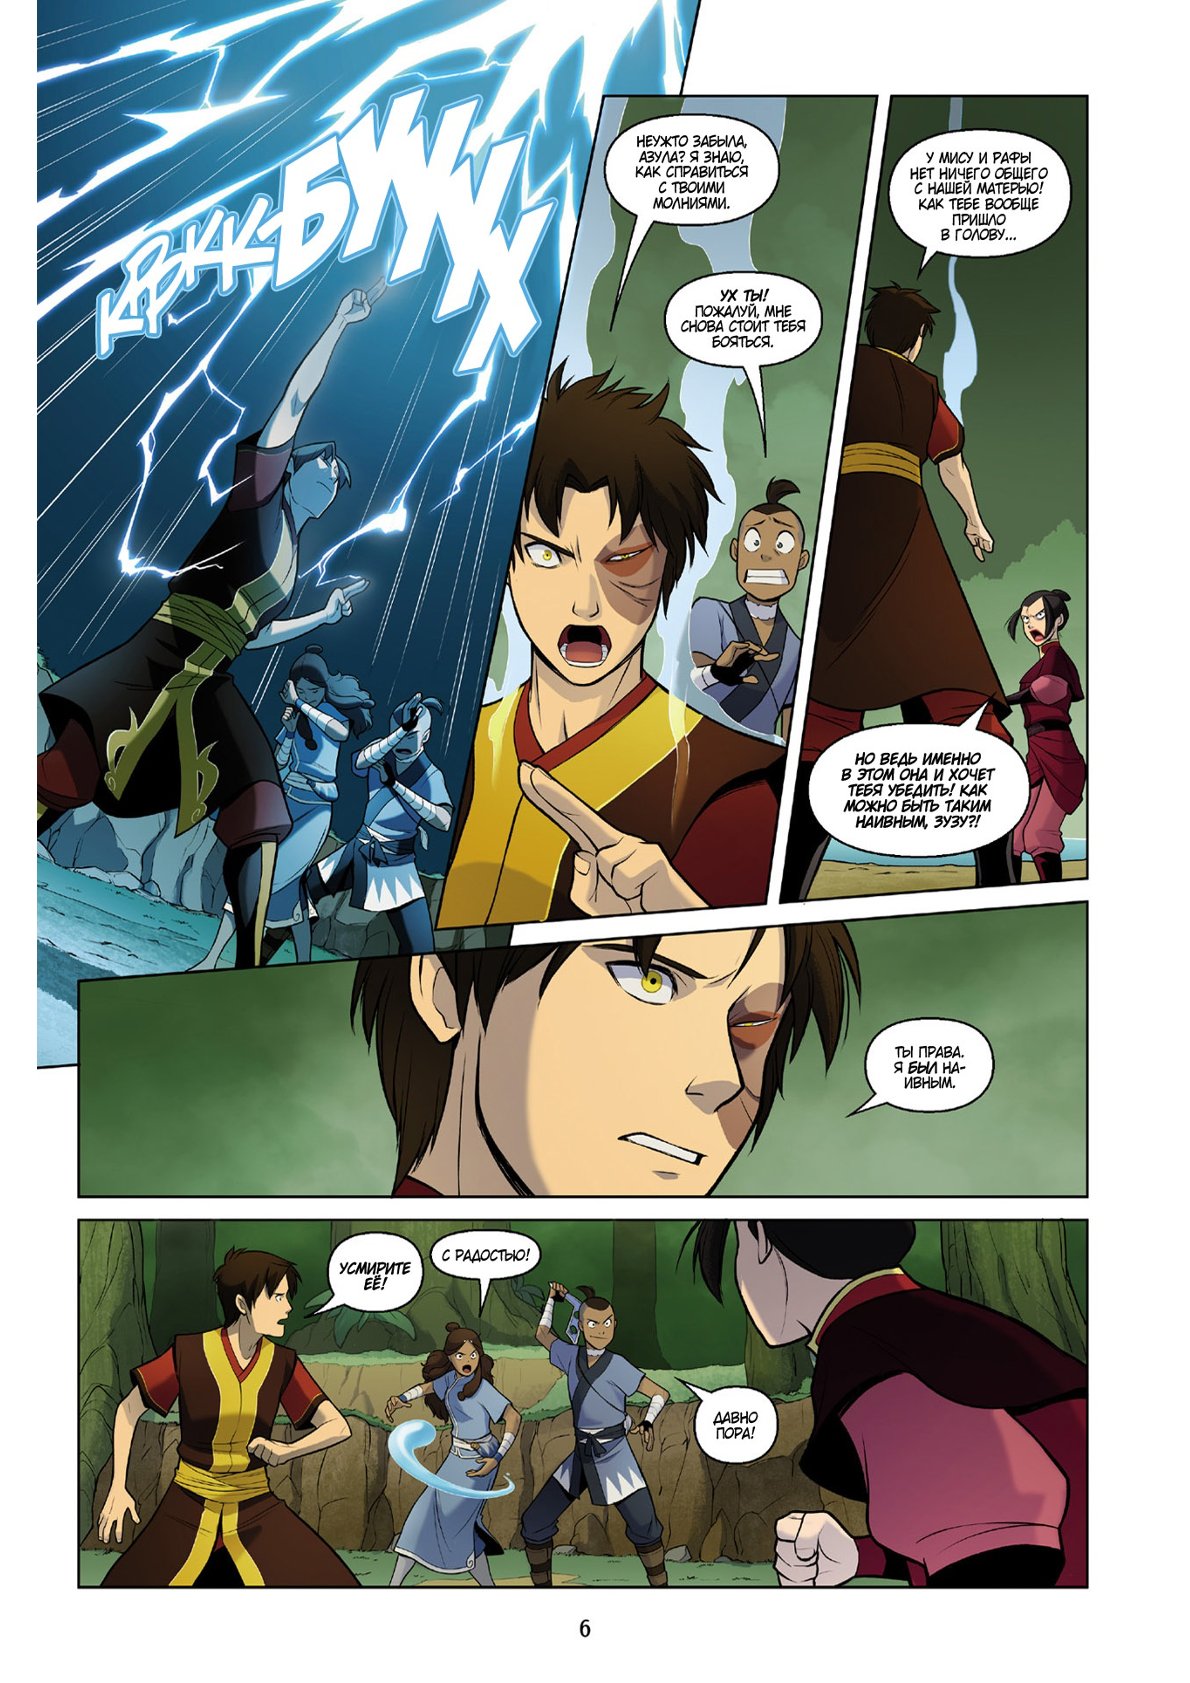 КРРККК-БУУХХ
НЕУЖТО ЗАБЫЛА,
АЗУЛА? Я ЗНАЮ,
КАК СПРАВИТЬСЯ
С ТВОИМИ
МОЛНИЯМИ.
УХ ТЫ!
ПОЖАЛУЙ, МНЕ
СНОВА СТОИТ ТЕБЯ
БОЯТЬСЯ.
У МИСУ И РАФЫ
НЕТ НИЧЕГО ОБЩЕГО
С НАШЕЙ МАТЕРЬЮ!
КАК ТЕБЕ ВООБЩЕ
ПРИШЛО
В ГОЛОВУ...
НО ВЕДЬ ИМЕННО
В ЭТОМ ОНА И ХОЧЕТ
ТЕБЯ УБЕДИТЬ! КАК
МОЖНО БЫТЬ ТАКИМ
НАИВНЫМ, ЗУЗУ?!
ТЫ ПРАВА.
Я БЫЛ НА-
ИВНЫМ.
УСМИРИТЕ
ЕЁ!
С РАДОСТЬЮ!
ДАВНО
ПОРА!
6